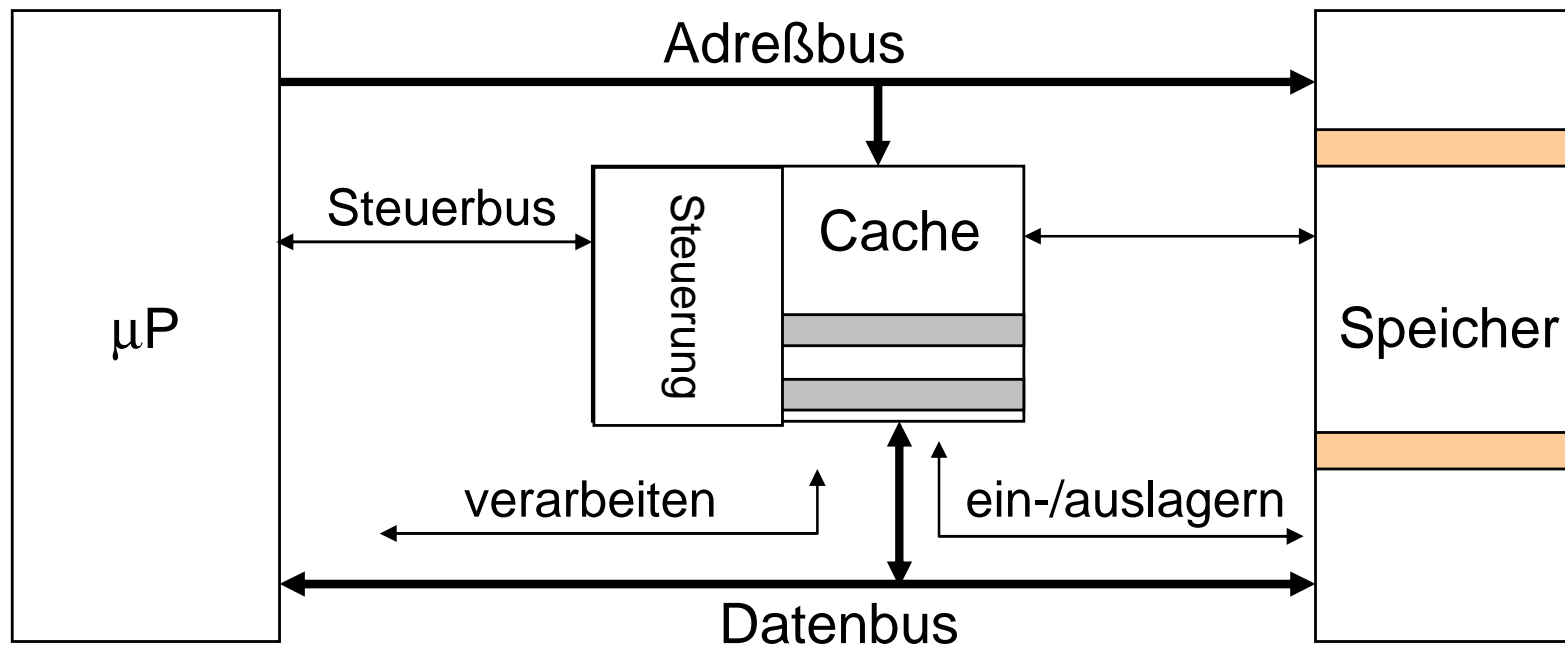 Adreßbus
Steuerbus
Steuerung
Cache
µP
Speicher
verarbeiten
ein-/auslagern
Datenbus